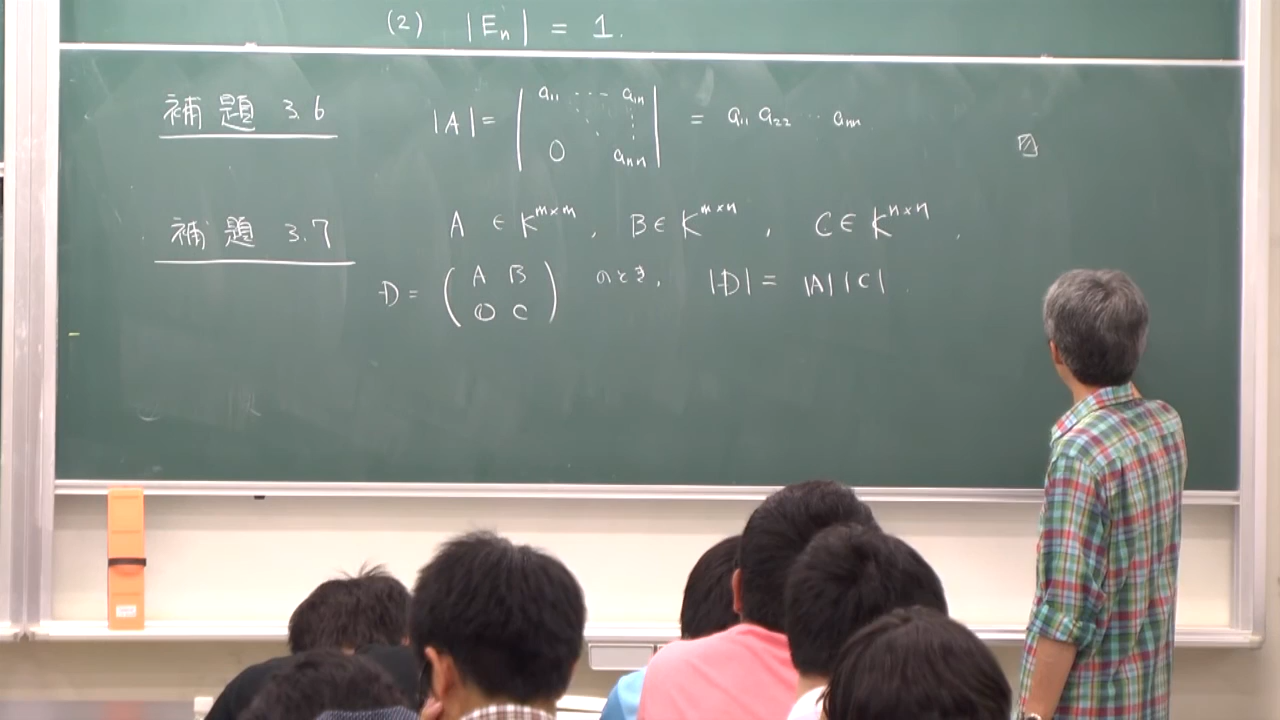 (2) |Eₙ| = 1.
補題 3.6 |A| = | a₁₁ ⋯ a₁ₙ
0 aₙₙ | = a₁₁ a₂₂ ⋯ aₙₙ
補題 3.7 A ∈ K^{m×m}, B ∈ K^{m×n}, C ∈ K^{n×n},
D = ( A B
O C ) のとき, |D| = |A||C|.